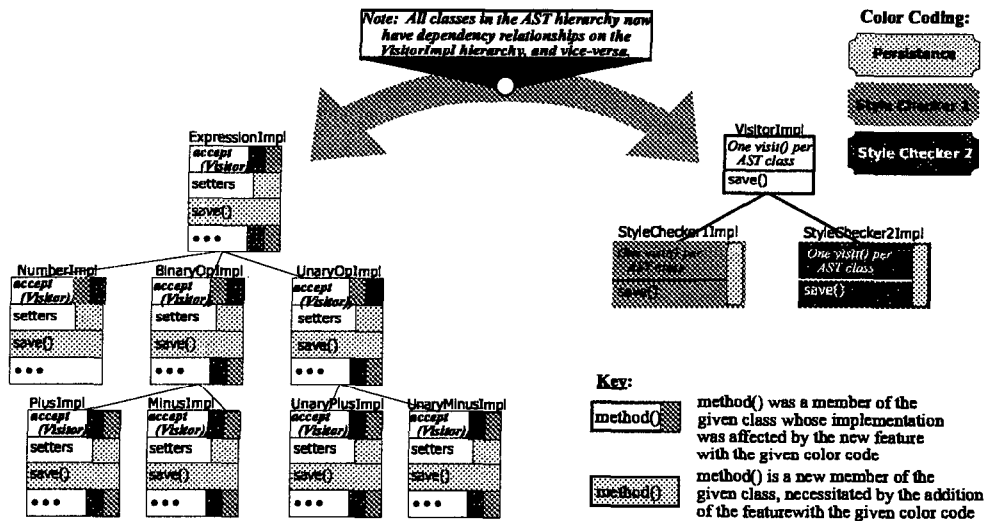 Note: All classes in the AST hierarchy now
have dependency relationships on the
VisitorImpl hierarchy, and vice-versa.
Color Coding:
Persistence
Style Checker 1
Style Checker 2
ExpressionImpl
accept
(Visitor)
setters
save()
•••
VisitorImpl
One visit() per
AST class
save()
StyleChecker1Impl
One visit() per
AST class
save()
StyleChecker2Impl
One visit() per
AST class
save()
NumberImpl
accept
(Visitor)
setters
save()
•••
BinaryOpImpl
accept
(Visitor)
setters
save()
•••
UnaryOpImpl
accept
(Visitor)
setters
save()
•••
PlusImpl
accept
(Visitor)
setters
save()
•••
MinusImpl
accept
(Visitor)
setters
save()
•••
UnaryPlusImpl
accept
(Visitor)
setters
save()
•••
UnaryMinusImpl
accept
(Visitor)
setters
save()
•••
Key:
method()
method() was a member of the
given class whose implementation
was affected by the new feature
with the given color code
method()
method() is a new member of the
given class, necessitated by the addition
of the featurewith the given color code